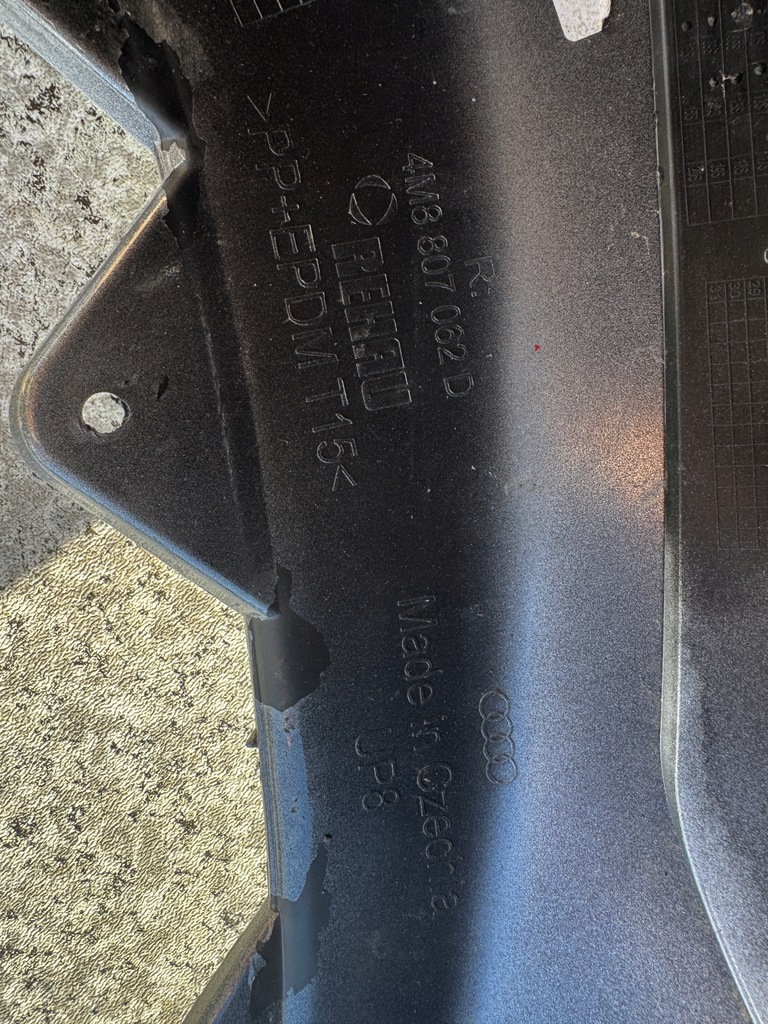 R:
4M8 807 062 D
REHAU
>PP+EPDM T15<
Made in Czechia
UP8